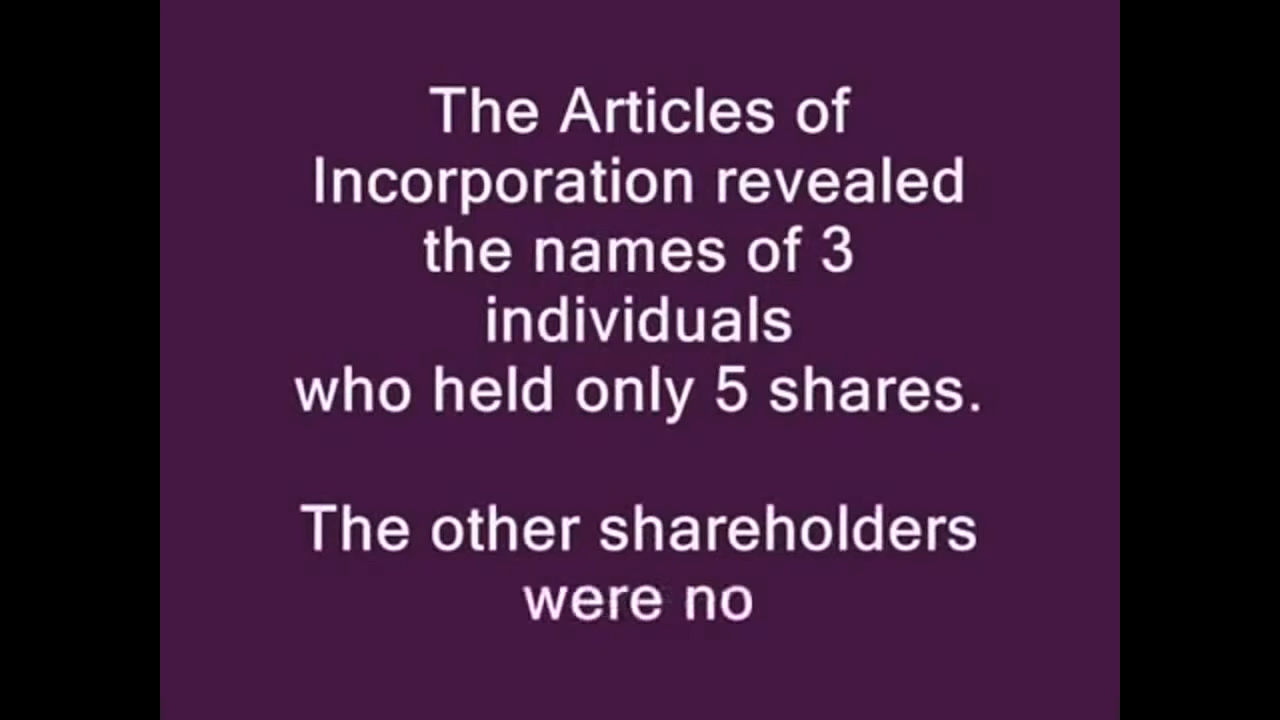 The Articles of
Incorporation revealed
the names of 3
individuals
who held only 5 shares.
The other shareholders
were no